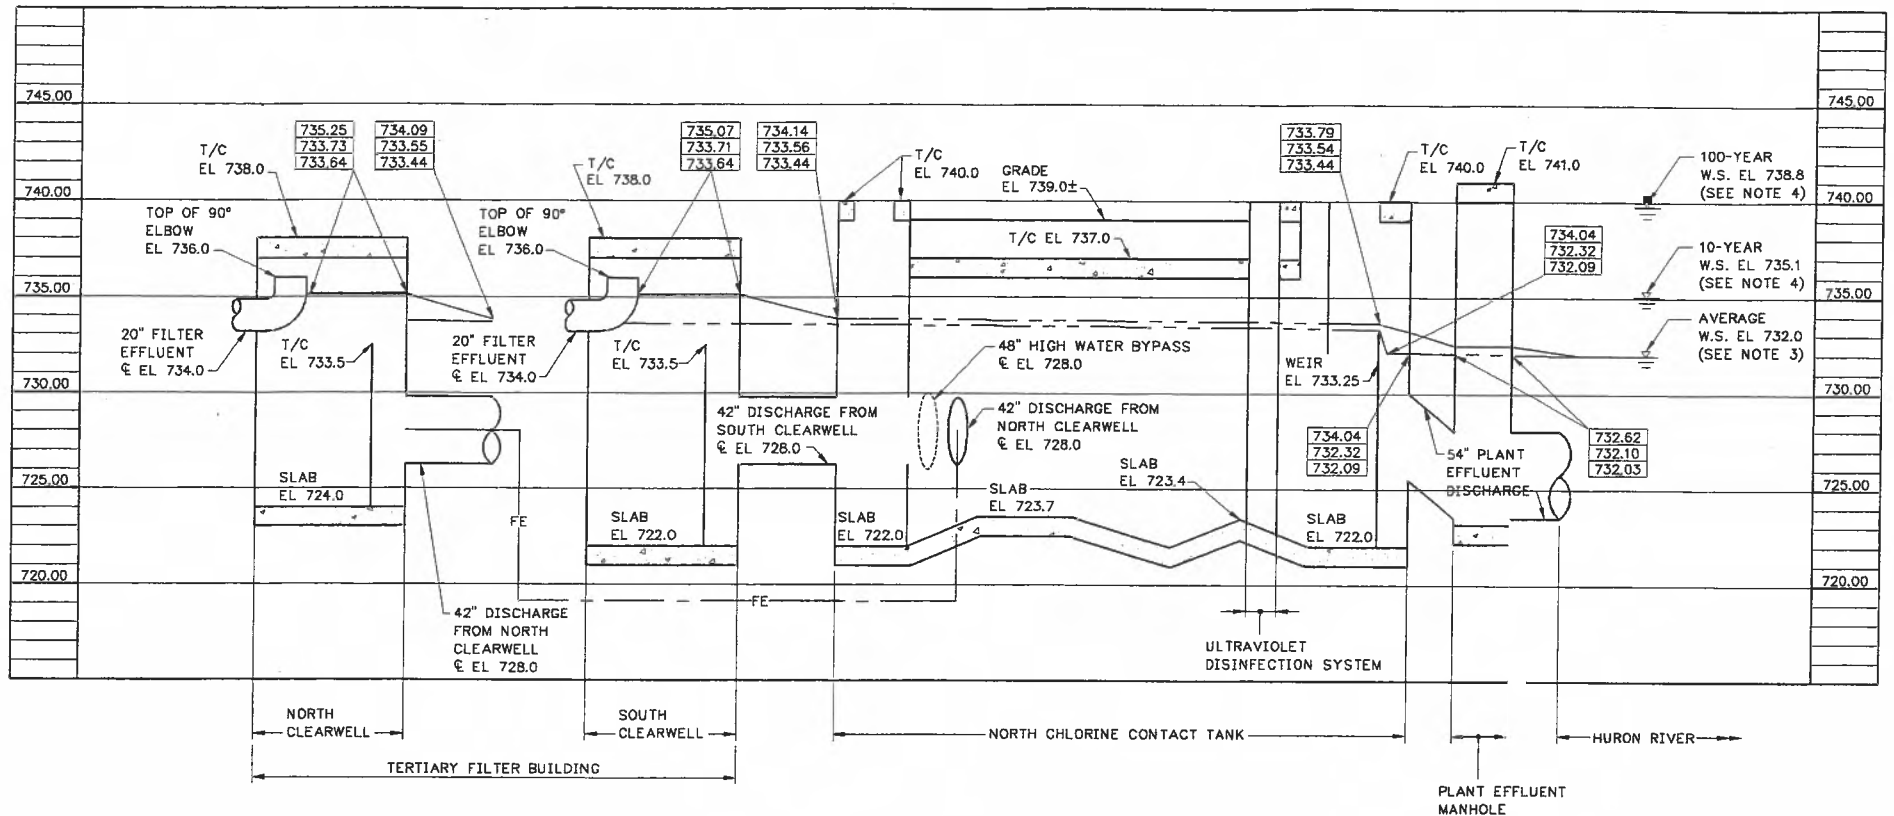 745.00
745.00
735.25
733.73
733.64
734.09
733.55
733.44
735.07
733.71
733.64
734.14
733.56
733.44
733.79
733.54
733.44
T/C
EL 738.0
T/C
EL 738.0
T/C
EL 740.0
GRADE
EL 739.0±
T/C
EL 740.0
T/C
EL 741.0
100-YEAR
W.S. EL 738.8
(SEE NOTE 4)
740.00
740.00
TOP OF 90°
ELBOW
EL 736.0
TOP OF 90°
ELBOW
EL 736.0
T/C EL 737.0
734.04
732.32
732.09
10-YEAR
W.S. EL 735.1
(SEE NOTE 4)
735.00
735.00
20" FILTER
EFFLUENT
℄ EL 734.0
T/C
EL 733.5
20" FILTER
EFFLUENT
℄ EL 734.0
T/C
EL 733.5
48" HIGH WATER BYPASS
℄ EL 728.0
WEIR
EL 733.25
AVERAGE
W.S. EL 732.0
(SEE NOTE 3)
730.00
730.00
42" DISCHARGE FROM
SOUTH CLEARWELL
℄ EL 728.0
42" DISCHARGE FROM
NORTH CLEARWELL
℄ EL 728.0
734.04
732.32
732.09
54" PLANT
EFFLUENT
DISCHARGE
732.62
732.10
732.03
725.00
725.00
SLAB
EL 724.0
FE
SLAB
EL 722.0
SLAB
EL 722.0
SLAB
EL 723.7
SLAB
EL 723.4
SLAB
EL 722.0
720.00
720.00
FE
42" DISCHARGE
FROM NORTH
CLEARWELL
℄ EL 728.0
ULTRAVIOLET
DISINFECTION SYSTEM
NORTH
CLEARWELL
SOUTH
CLEARWELL
NORTH CHLORINE CONTACT TANK
HURON RIVER
TERTIARY FILTER BUILDING
PLANT EFFLUENT
MANHOLE